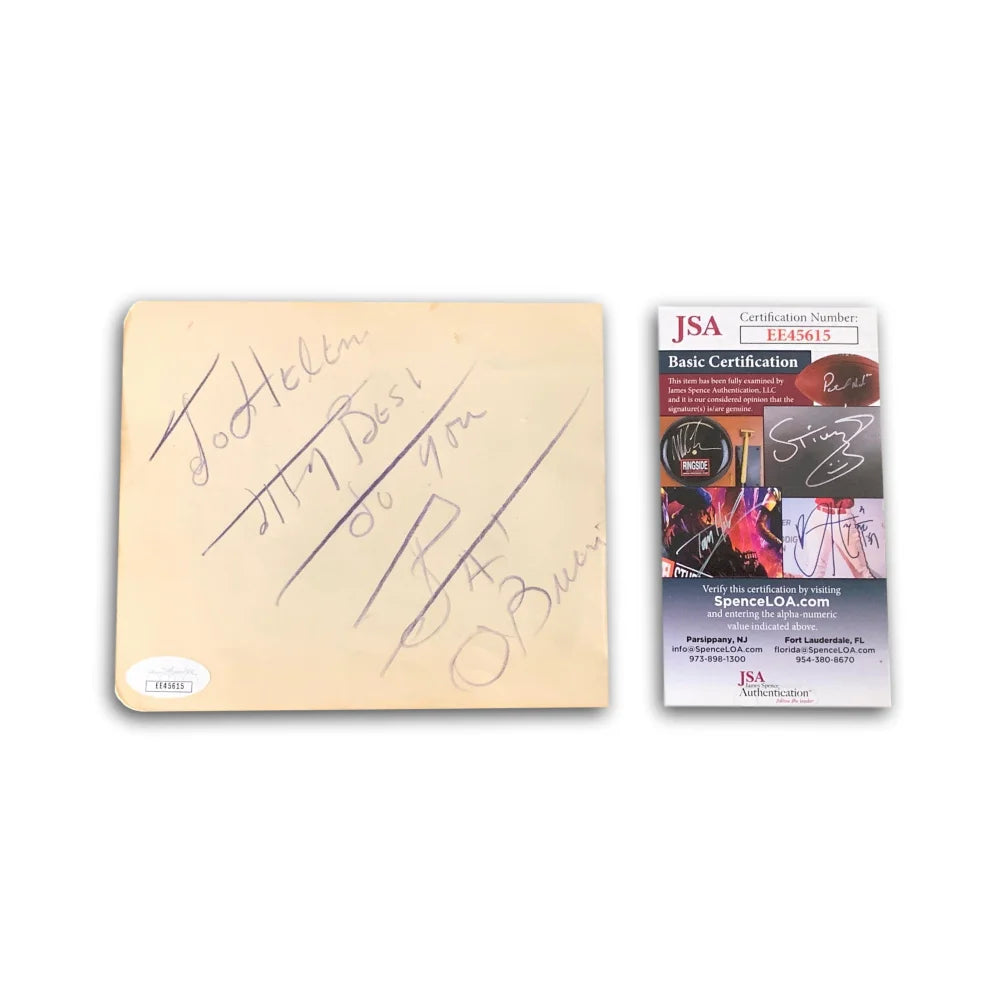 To Helen
My Best
to you
Pat
O Brien
EE45615
JSA
Certification Number:
EE45615
Basic Certification
This item has been fully examined by
James Spence Authentication, LLC
and it is our considered opinion that the
signature(s) is/are genuine.
RINGSIDE
Verify this certification by visiting
SpenceLOA.com
and entering the alpha-numeric
value indicated above.
Parsippany, NJ
info@SpenceLOA.com
973-898-1300
Fort Lauderdale, FL
florida@SpenceLOA.com
954-380-8670
JSA
James Spence
Authentication